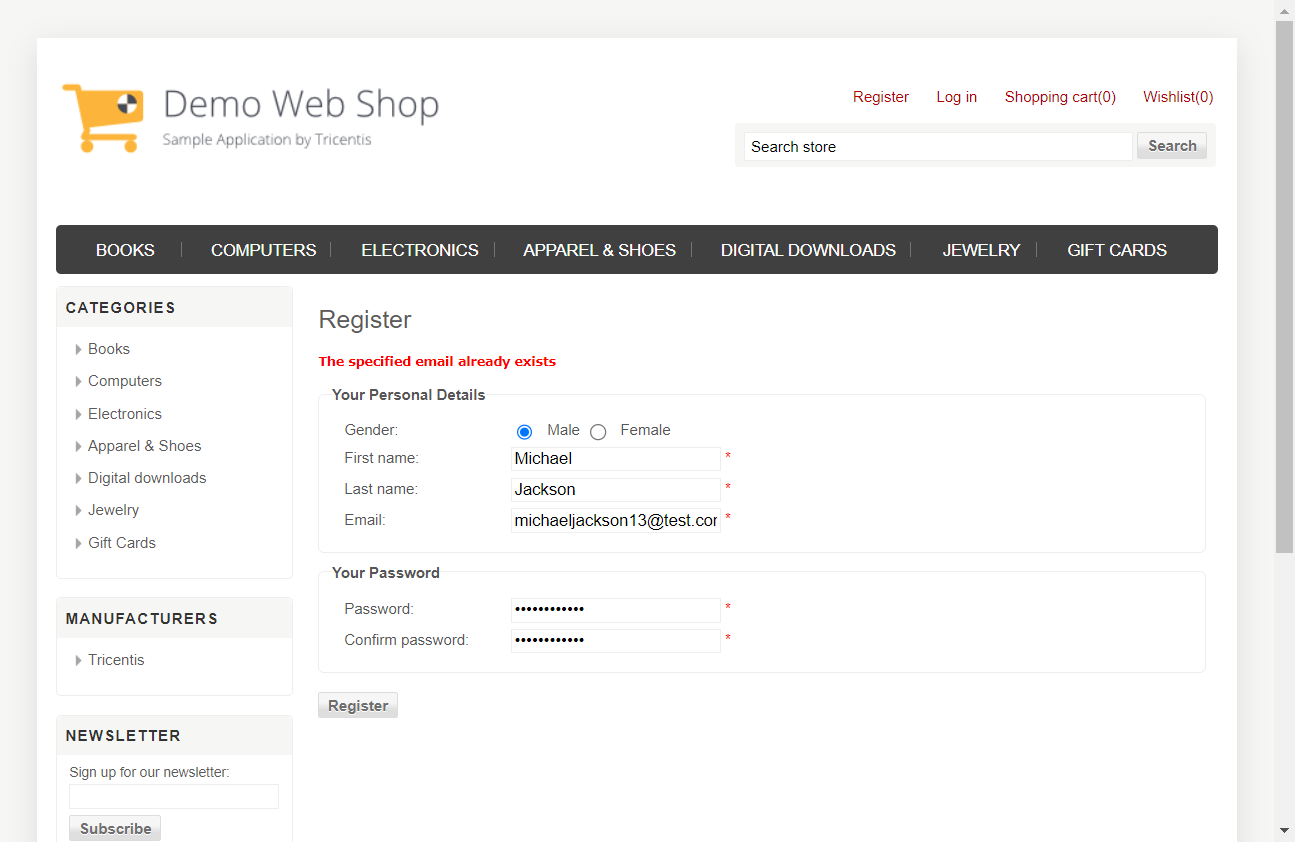 Demo Web Shop
Sample Application by Tricentis
Register Log in Shopping cart(0) Wishlist(0)
Search store Search
BOOKS COMPUTERS ELECTRONICS APPAREL & SHOES DIGITAL DOWNLOADS JEWELRY GIFT CARDS
CATEGORIES
Books
Computers
Electronics
Apparel & Shoes
Digital downloads
Jewelry
Gift Cards
MANUFACTURERS
Tricentis
NEWSLETTER
Sign up for our newsletter:
Subscribe
Register
The specified email already exists
Your Personal Details
Gender: Male Female
First name: Michael *
Last name: Jackson *
Email: michaeljackson13@test.com *
Your Password
Password: •••••••••••• *
Confirm password: •••••••••••• *
Register